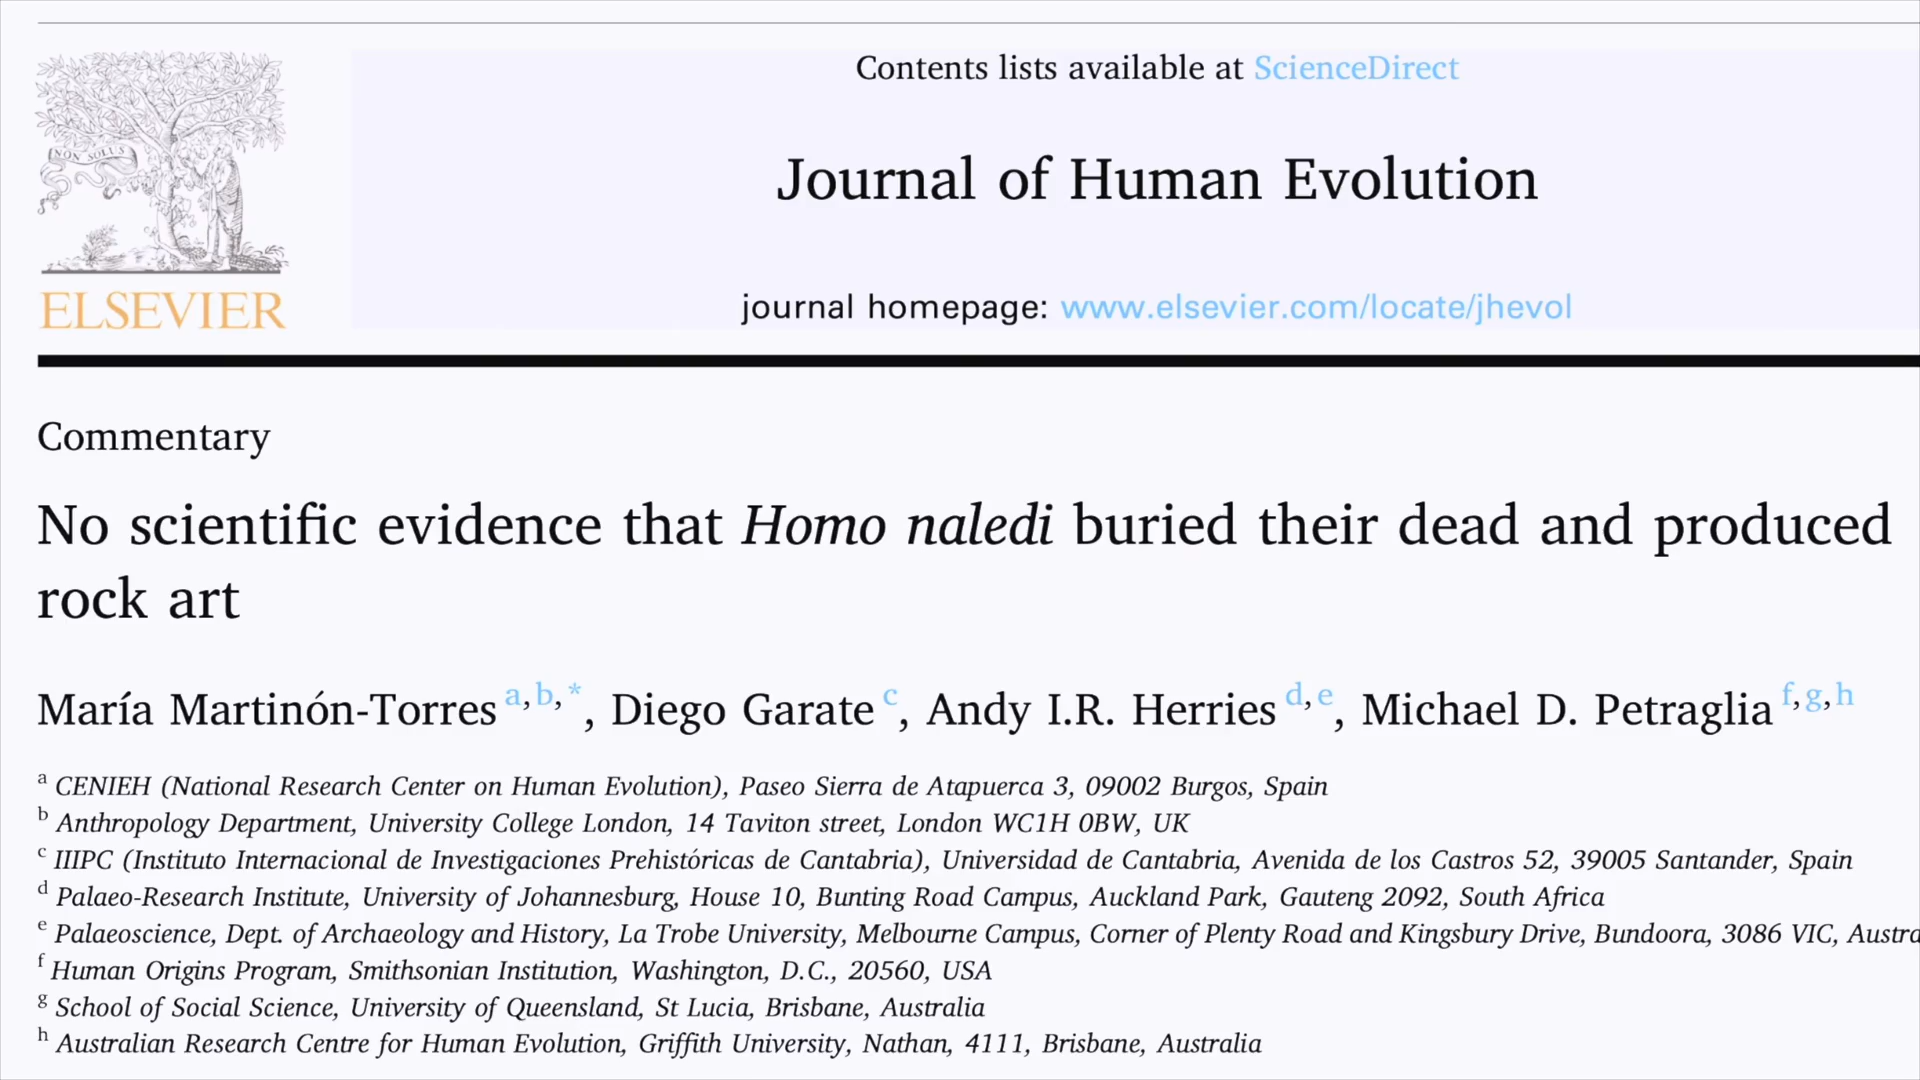 Contents lists available at ScienceDirect
Journal of Human Evolution
journal homepage: www.elsevier.com/locate/jhevol
NON SOLUS
ELSEVIER
Commentary
No scientific evidence that Homo naledi buried their dead and produced
rock art
María Martinón-Torres a,b,*, Diego Garate c, Andy I.R. Herries d,e, Michael D. Petraglia f,g,h
a CENIEH (National Research Center on Human Evolution), Paseo Sierra de Atapuerca 3, 09002 Burgos, Spain
b Anthropology Department, University College London, 14 Taviton street, London WC1H 0BW, UK
c IIIPC (Instituto Internacional de Investigaciones Prehistóricas de Cantabria), Universidad de Cantabria, Avenida de los Castros 52, 39005 Santander, Spain
d Palaeo-Research Institute, University of Johannesburg, House 10, Bunting Road Campus, Auckland Park, Gauteng 2092, South Africa
e Palaeoscience, Dept. of Archaeology and History, La Trobe University, Melbourne Campus, Corner of Plenty Road and Kingsbury Drive, Bundoora, 3086 VIC, Austra
f Human Origins Program, Smithsonian Institution, Washington, D.C., 20560, USA
g School of Social Science, University of Queensland, St Lucia, Brisbane, Australia
h Australian Research Centre for Human Evolution, Griffith University, Nathan, 4111, Brisbane, Australia